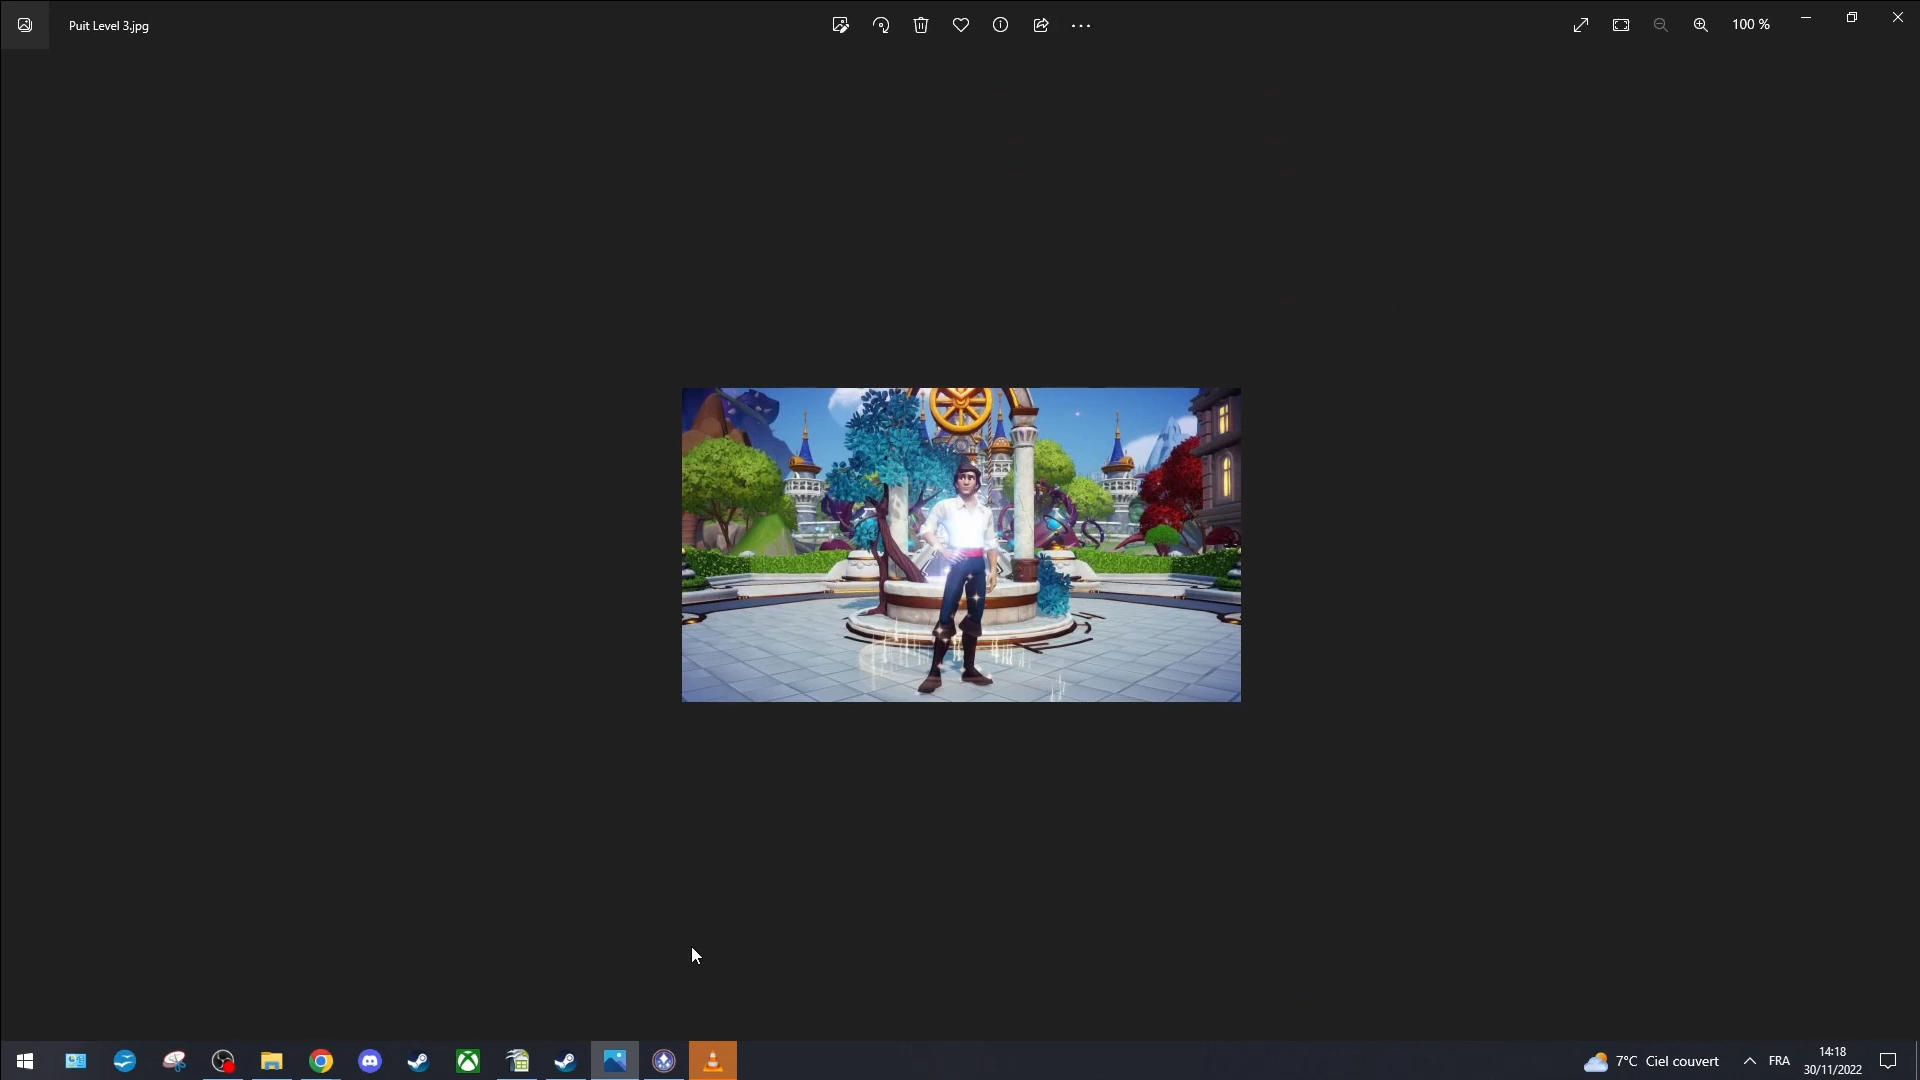 Puit Level 3.jpg
100 %
7°C Ciel couvert
FRA
14:18
30/11/2022